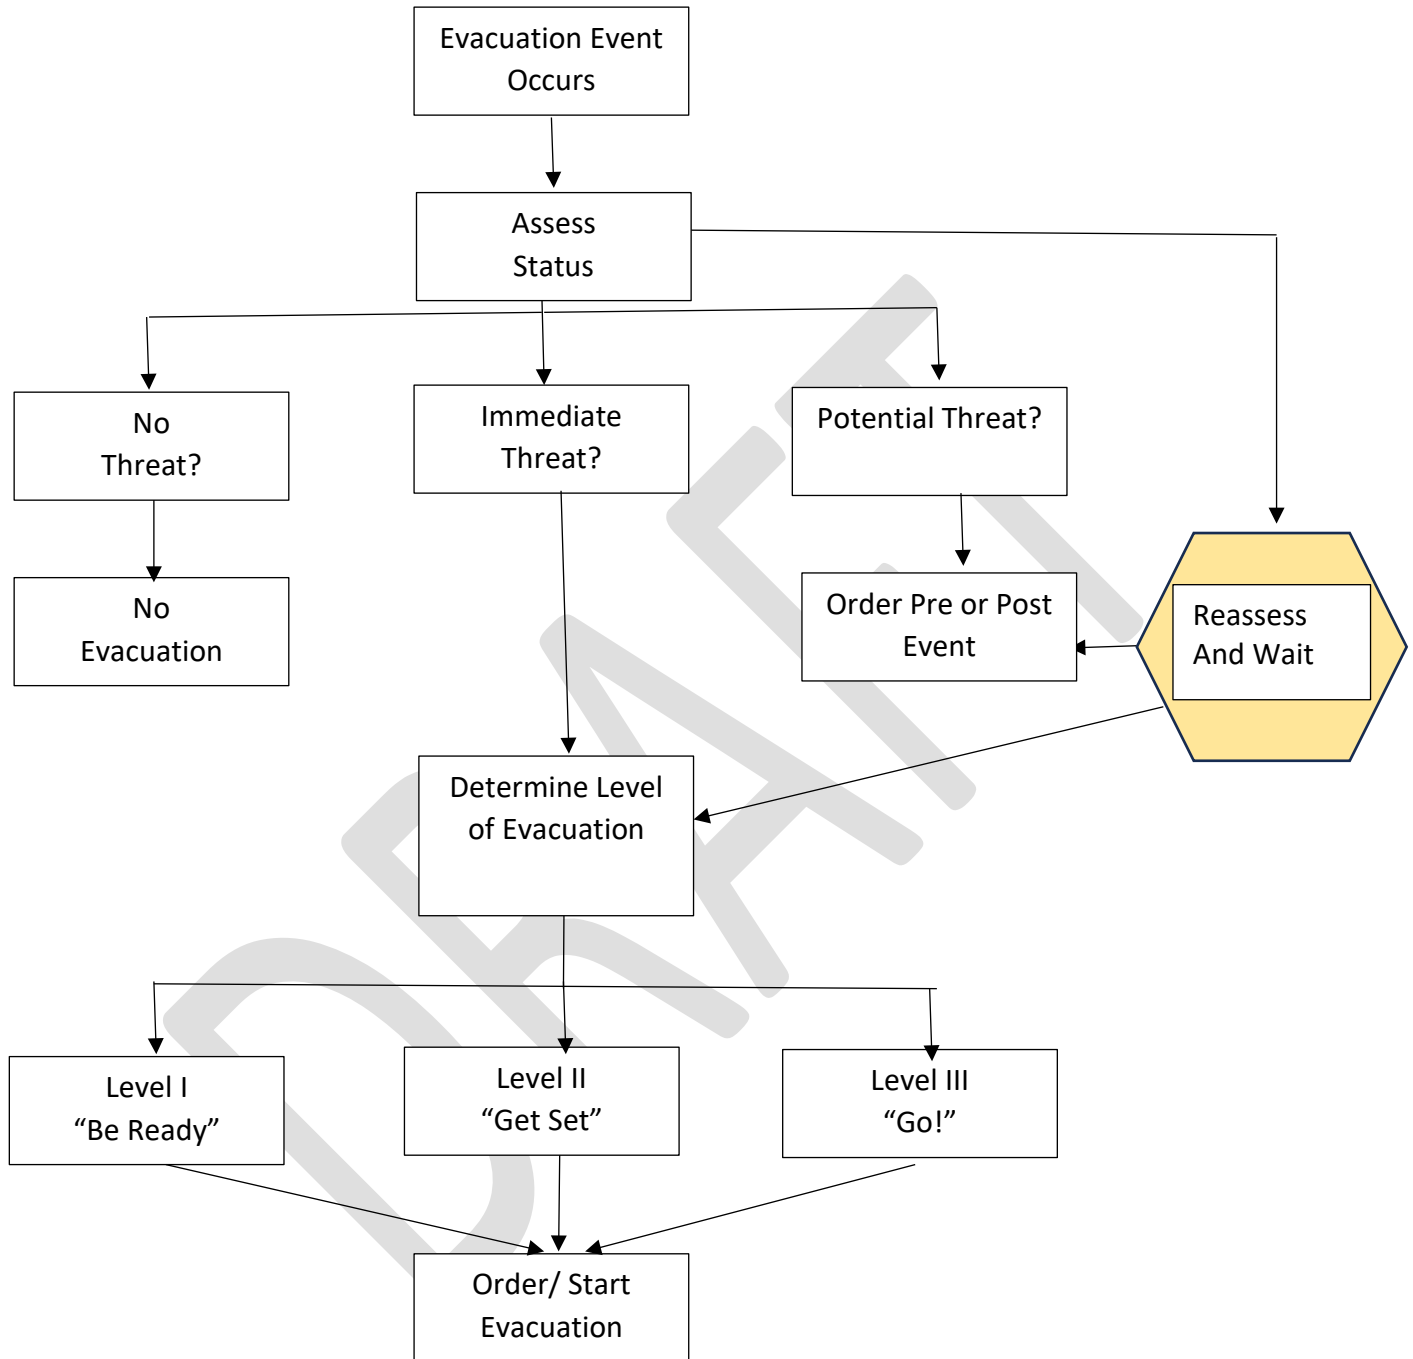 Evacuation Event
Occurs
Assess
Status
No
Threat?
Immediate
Threat?
Potential Threat?
No
Evacuation
Order Pre or Post
Event
Reassess
And Wait
Determine Level
of Evacuation
Level I
“Be Ready”
Level II
“Get Set”
Level III
“Go!”
Order/ Start
Evacuation
DRAFT